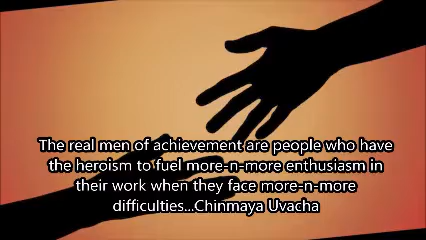 The real men of achievement are people who have
the heroism to fuel more-n-more enthusiasm in
their work when they face more-n-more
difficulties...Chinmaya Uvacha